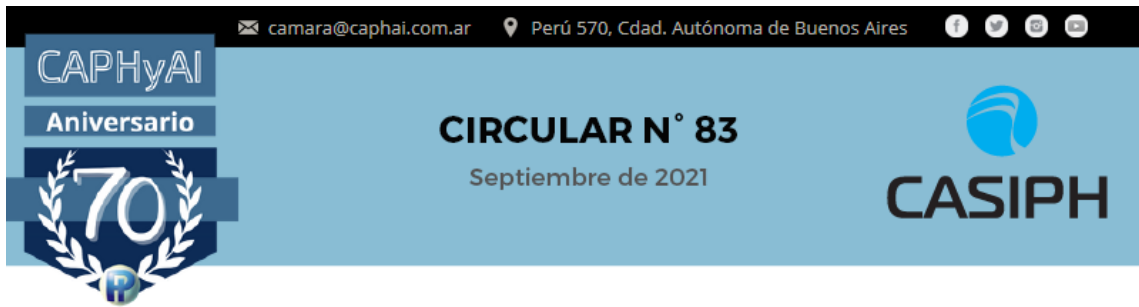 camara@caphai.com.ar Perú 570, Cdad. Autónoma de Buenos Aires
CAPHyAI
Aniversario
70
CIRCULAR N° 83
Septiembre de 2021
CASIPH